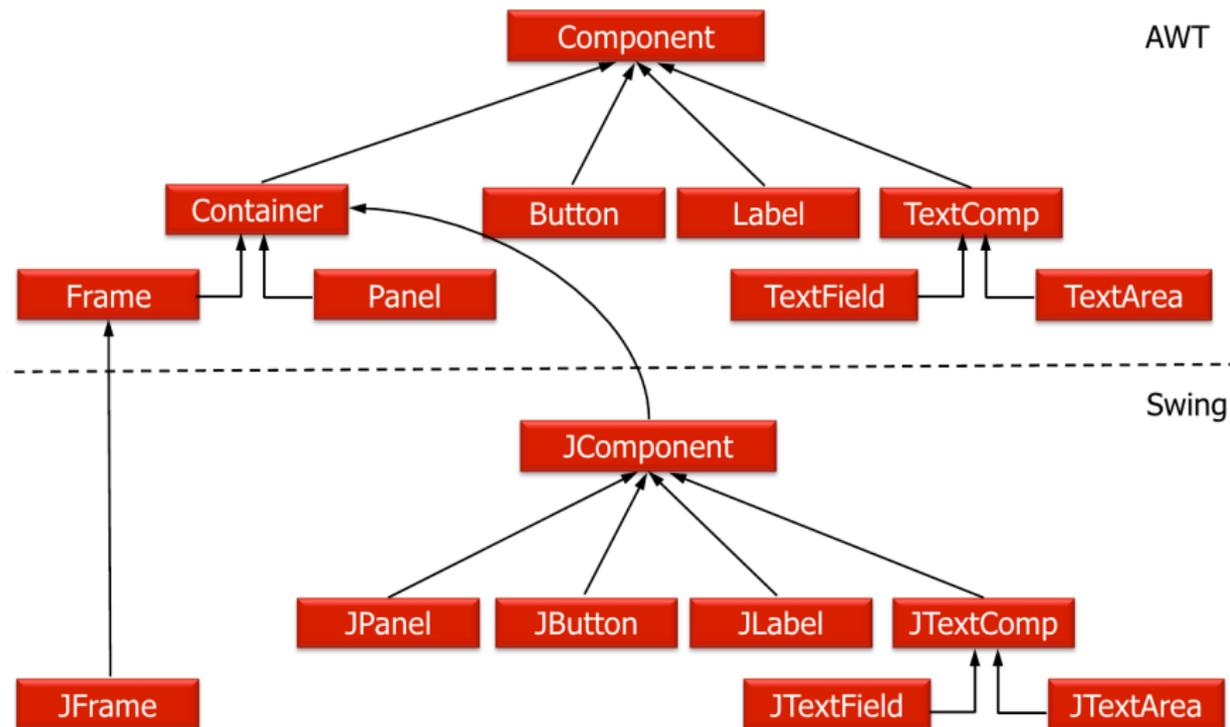 Component
AWT
Container
Button
Label
TextComp
Frame
Panel
TextField
TextArea
Swing
JComponent
JPanel
JButton
JLabel
JTextComp
JFrame
JTextField
JTextArea